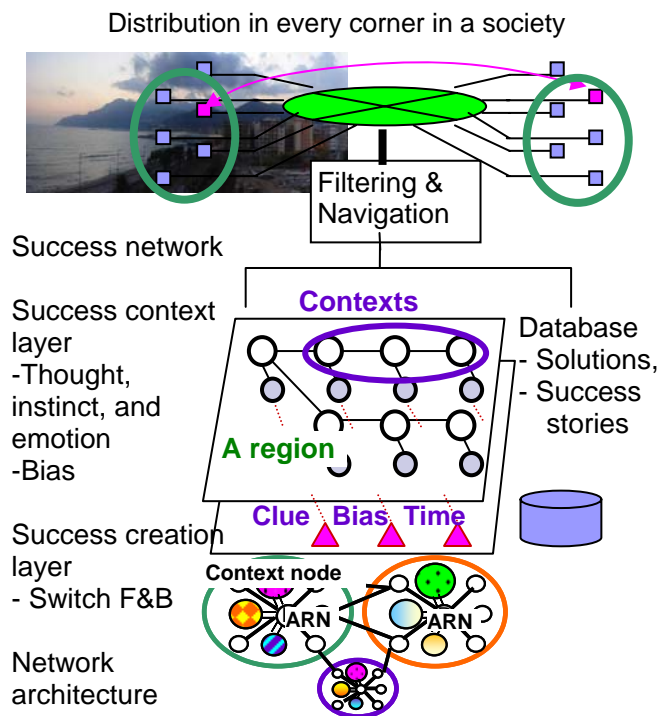 Distribution in every corner in a society
Filtering &
Navigation
Success network
Success context
layer
-Thought,
instinct, and
emotion
-Bias
Contexts
A region
Database
- Solutions,
- Success
stories
Clue Bias Time
Success creation
layer
- Switch F&B
Context node
ARN
ARN
Network
architecture